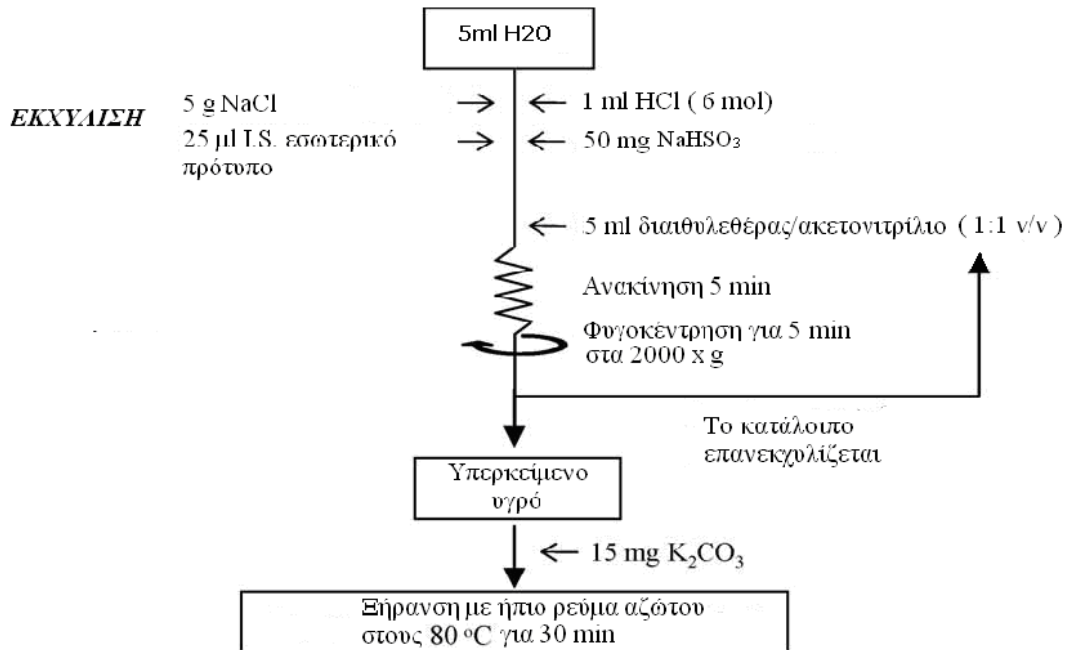 5ml H2O
ΕΚΧΥΛΙΣΗ
5 g NaCl
1 ml HCl ( 6 mol)
25 μl I.S. εσωτερικό
πρότυπο
50 mg NaHSO₃
5 ml διαιθυλεθέρας/ακετονιτρίλιο ( 1:1 v/v )
Ανακίνηση 5 min
Φυγοκέντρηση για 5 min
στα 2000 x g
Το κατάλοιπο
επανεκχυλίζεται
Υπερκείμενο
υγρό
15 mg K₂CO₃
Ξήρανση με ήπιο ρεύμα αζώτου
στους 80 ºC για 30 min